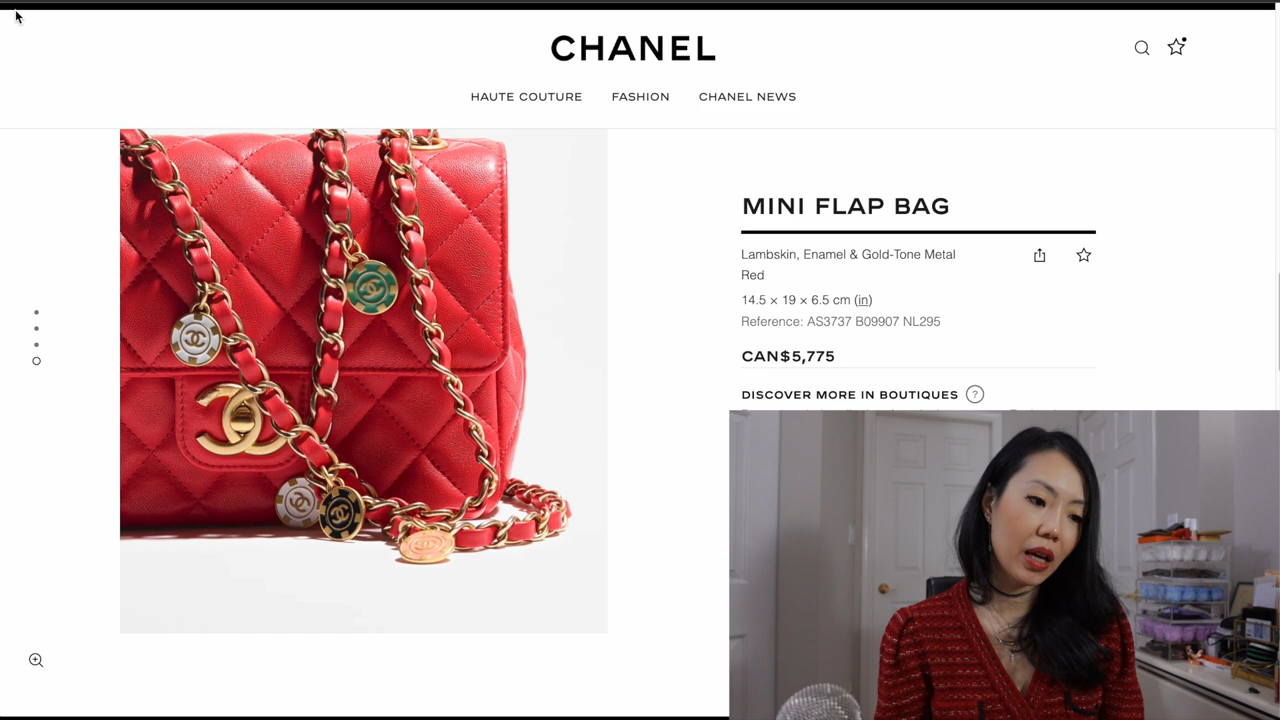 CHANEL
HAUTE COUTURE FASHION CHANEL NEWS
MINI FLAP BAG
Lambskin, Enamel & Gold-Tone Metal
Red
14.5 × 19 × 6.5 cm (in)
Reference: AS3737 B09907 NL295
CAN$5,775
DISCOVER MORE IN BOUTIQUES ?